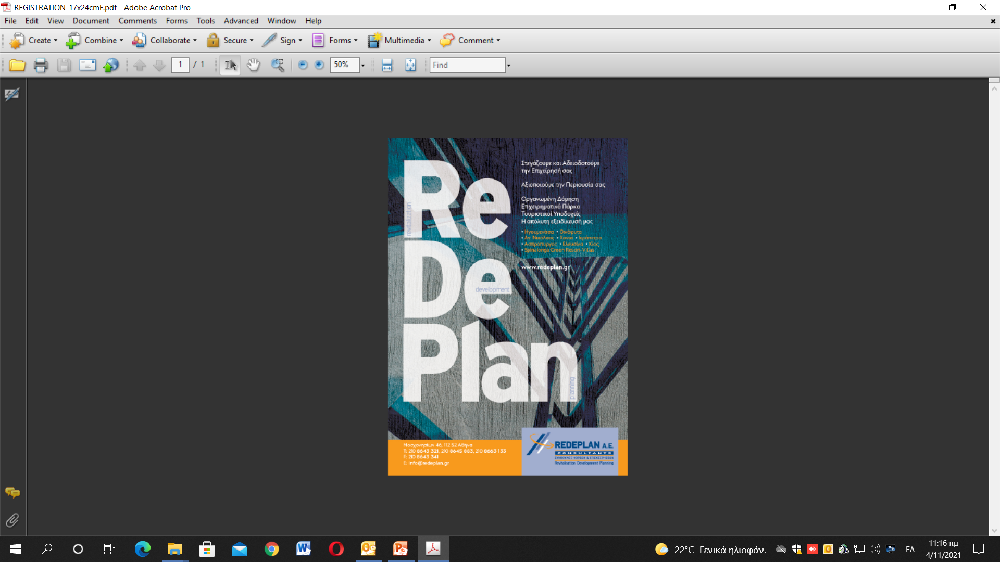 REGISTRATION_17x24cmF.pdf - Adobe Acrobat Pro
File Edit View Document Comments Forms Tools Advanced Window Help
Create Combine Collaborate Secure Sign Forms Multimedia Comment
1 / 1 50% Find
Re
revitalization
De
development
Plan
planning
Στεγάζουμε και Αδειοδοτούμε
την Επιχείρησή σας
Αξιοποιούμε την Περιουσία σας
Οργανωμένη Δόμηση
Επιχειρηματικά Πάρκα
Τουριστικοί Υποδοχείς
Η απόλυτη εξειδίκευσή μας
• Ηγουμενίτσα • Οινόφυτα
• Αγ. Νικόλαος • Χανιά • Ιεράπετρα
• Ασπρόπυργος • Ελευσίνα • Χίος
• Spinalonga Green Resort-Villas
www.redeplan.gr
Μοσχονησίων 46, 112 52 Αθήνα
T: 210 8643 321, 210 8645 883, 210 8663 133
F: 210 8643 341
E: info@redeplan.gr
REDEPLAN A.E.
CONSULTANTS
ΣΥΜΒΟΥΛΟΣ ΦΟΡΕΩΝ & ΕΠΙΧΕΙΡΗΣΕΩΝ
Revitalisation Development Planning
22°C Γενικά ηλιοφάν.
ΕΛ
11:16 πμ
4/11/2021